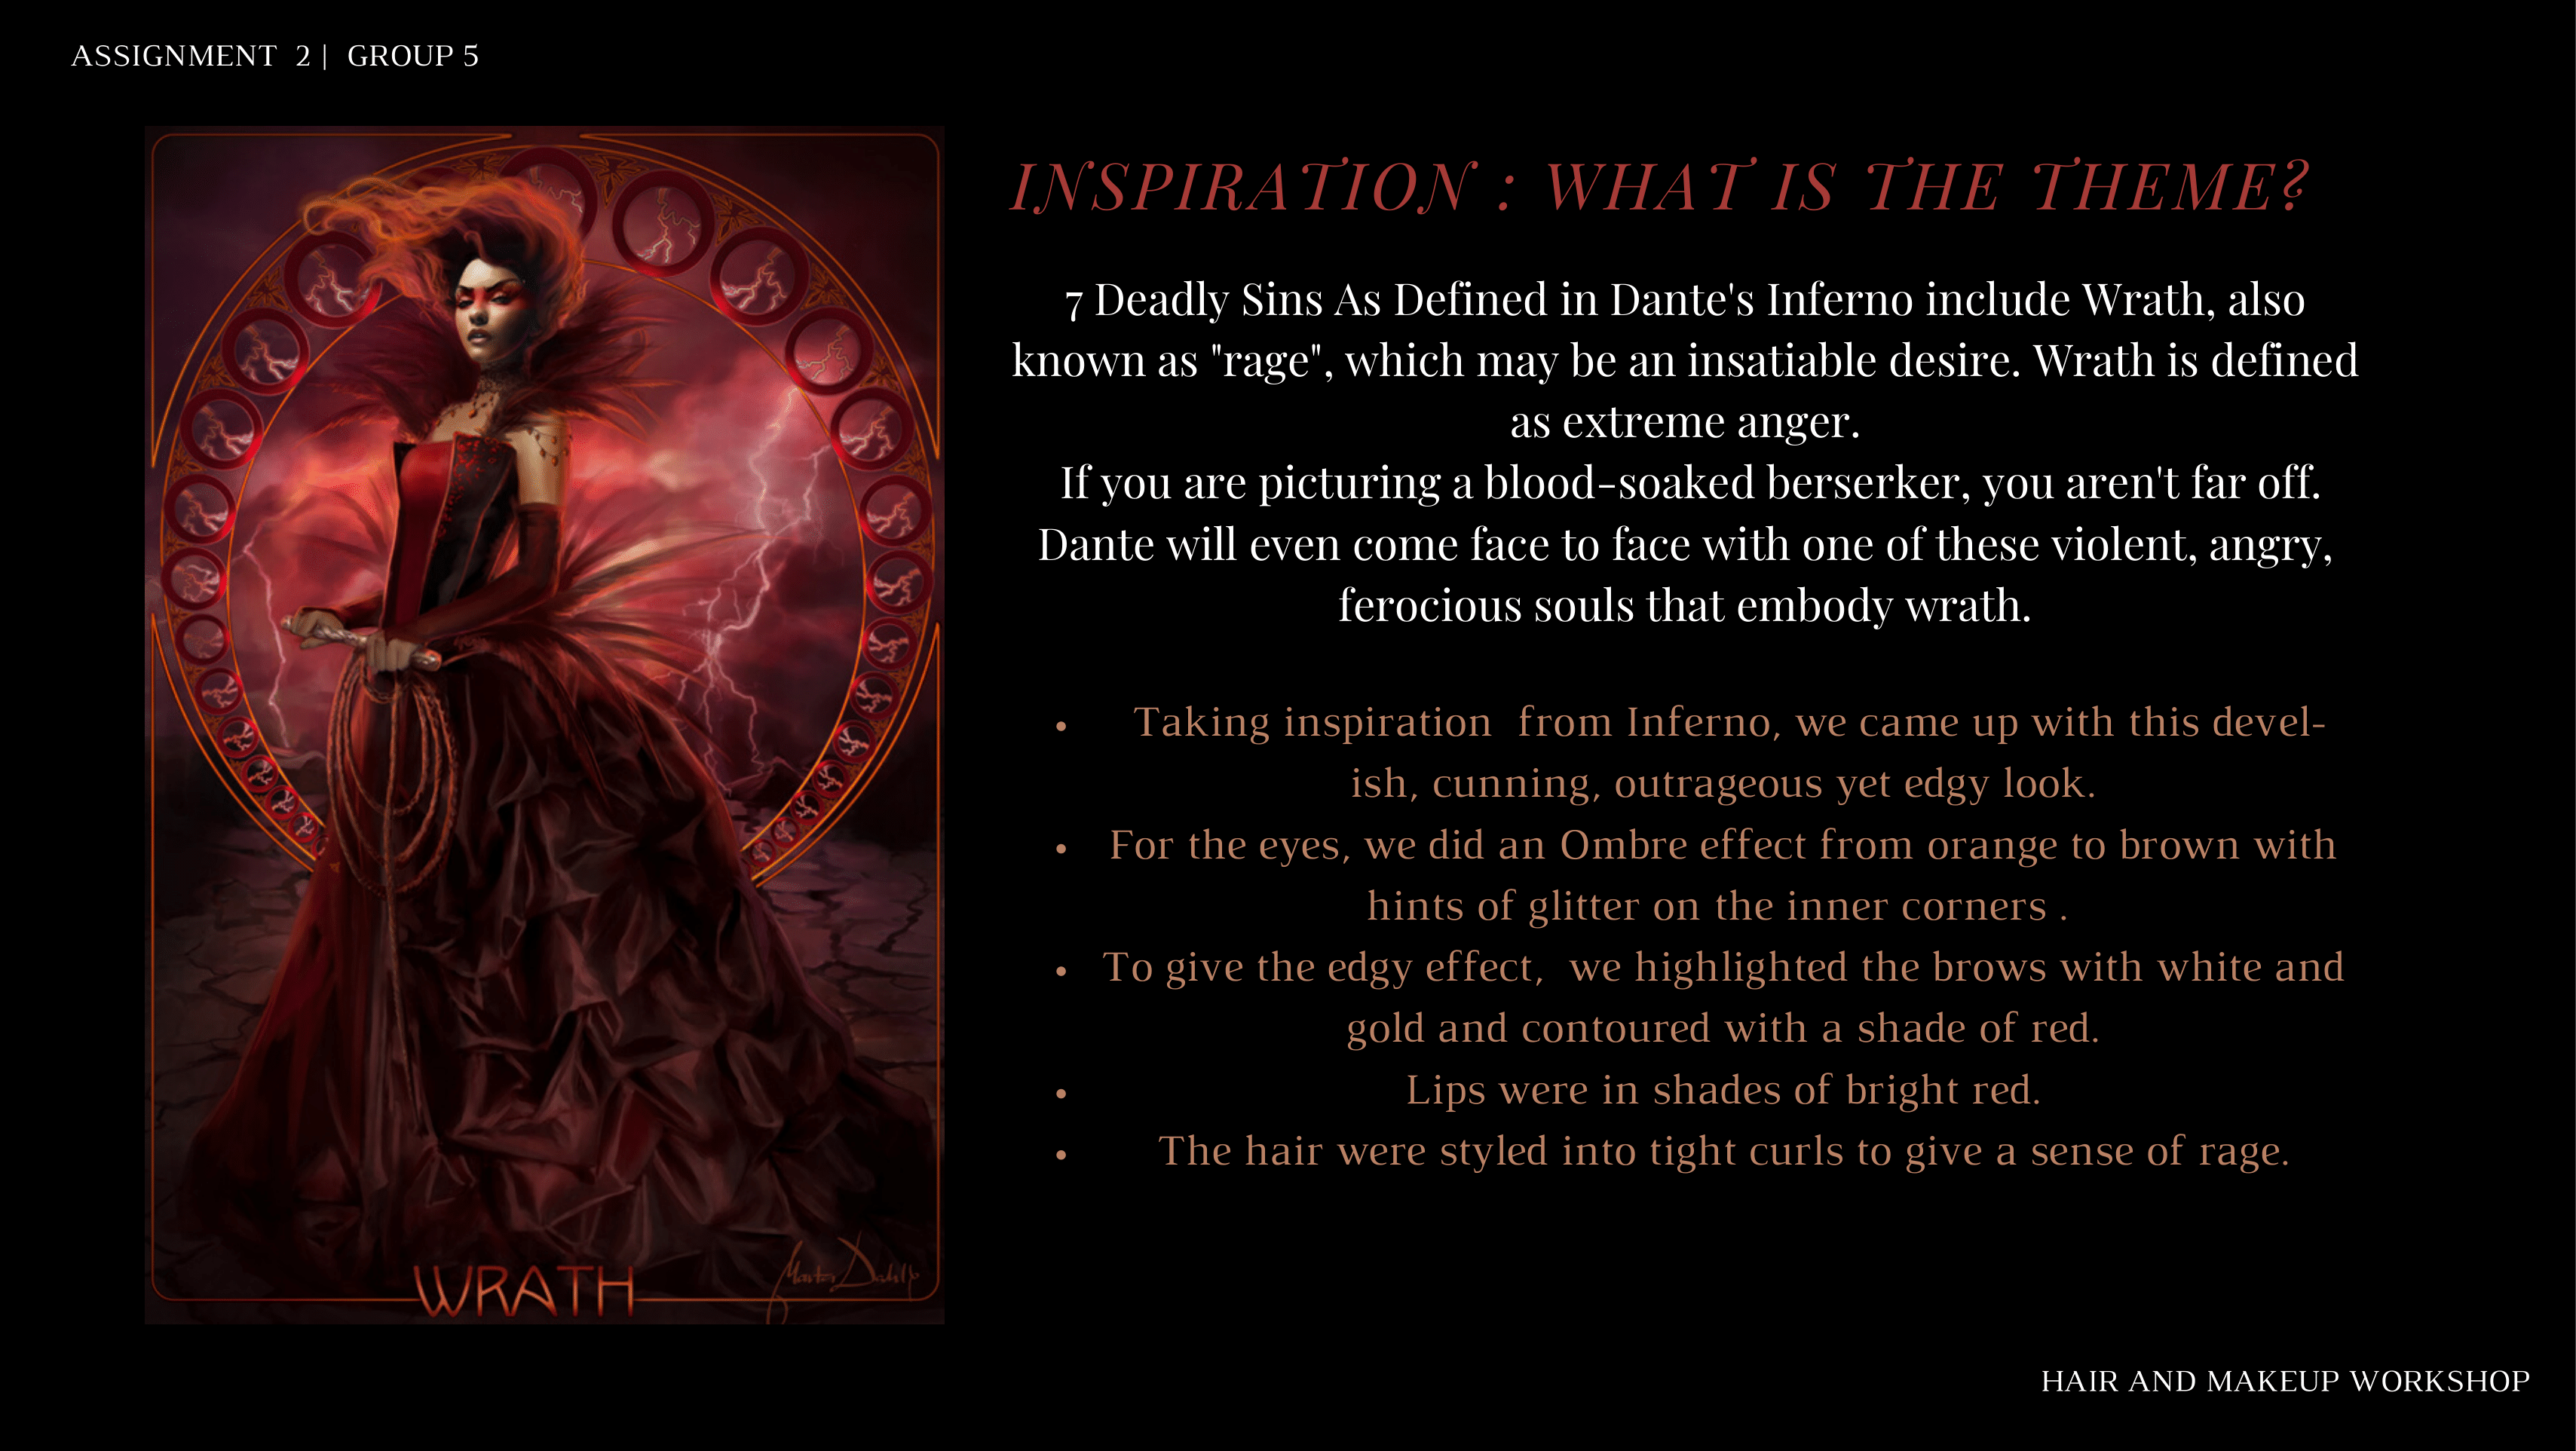 ASSIGNMENT 2 | GROUP 5
INSPIRATION : WHAT IS THE THEME?
7 Deadly Sins As Defined in Dante's Inferno include Wrath, also
known as "rage", which may be an insatiable desire. Wrath is defined
as extreme anger.
If you are picturing a blood-soaked berserker, you aren't far off.
Dante will even come face to face with one of these violent, angry,
ferocious souls that embody wrath.
• Taking inspiration from Inferno, we came up with this devel-
ish, cunning, outrageous yet edgy look.
• For the eyes, we did an Ombre effect from orange to brown with
hints of glitter on the inner corners .
• To give the edgy effect, we highlighted the brows with white and
gold and contoured with a shade of red.
• Lips were in shades of bright red.
• The hair were styled into tight curls to give a sense of rage.
WRATH
HAIR AND MAKEUP WORKSHOP